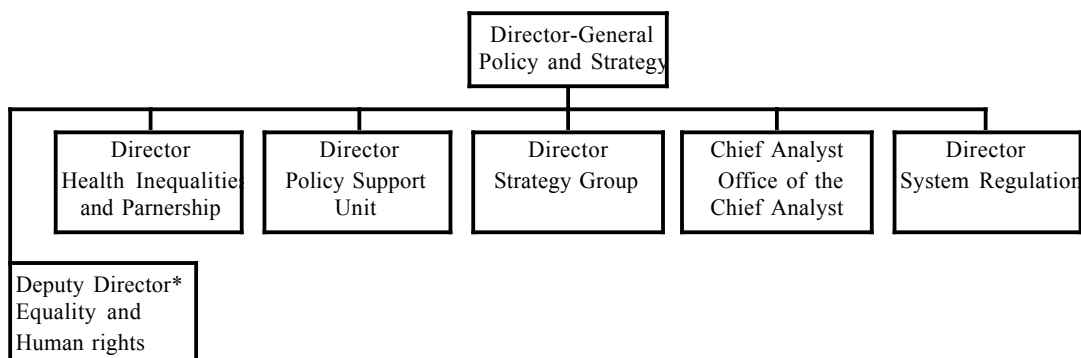 Director-General
Policy and Strategy
Director
Health Inequalities
and Parnership
Director
Policy Support
Unit
Director
Strategy Group
Chief Analyst
Office of the
Chief Analyst
Director
System Regulation
Deputy Director*
Equality and
Human rights